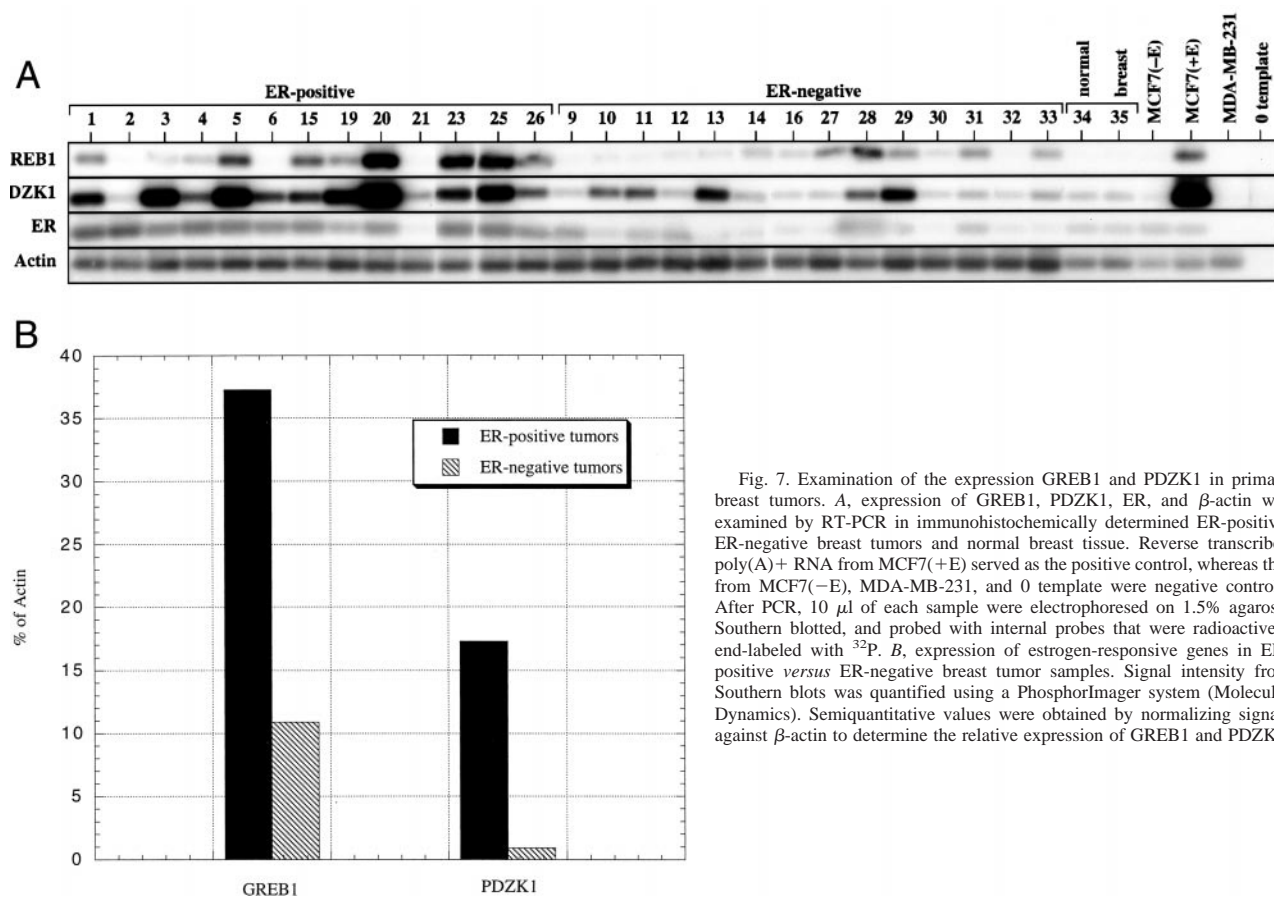 A
ER-positive
ER-negative
normal
breast
MCF7(–E)
MCF7(+E)
MDA-MB-231
0 template
1 2 3 4 5 6 15 19 20 21 23 25 26 9 10 11 12 13 14 16 27 28 29 30 31 32 33 34 35
REB1
DZK1
ER
Actin
B
40
35
30
25
20
15
10
5
0
% of Actin
ER-positive tumors
ER-negative tumors
GREB1
PDZK1
Fig. 7. Examination of the expression GREB1 and PDZK1 in prima
breast tumors. A, expression of GREB1, PDZK1, ER, and β-actin w
examined by RT-PCR in immunohistochemically determined ER-positiv
ER-negative breast tumors and normal breast tissue. Reverse transcribe
poly(A)+ RNA from MCF7(+E) served as the positive control, whereas th
from MCF7(−E), MDA-MB-231, and 0 template were negative contro
After PCR, 10 μl of each sample were electrophoresed on 1.5% agaros
Southern blotted, and probed with internal probes that were radioactive
end-labeled with ³²P. B, expression of estrogen-responsive genes in E
positive versus ER-negative breast tumor samples. Signal intensity fro
Southern blots was quantified using a PhosphorImager system (Molecul
Dynamics). Semiquantitative values were obtained by normalizing signa
against β-actin to determine the relative expression of GREB1 and PDZK